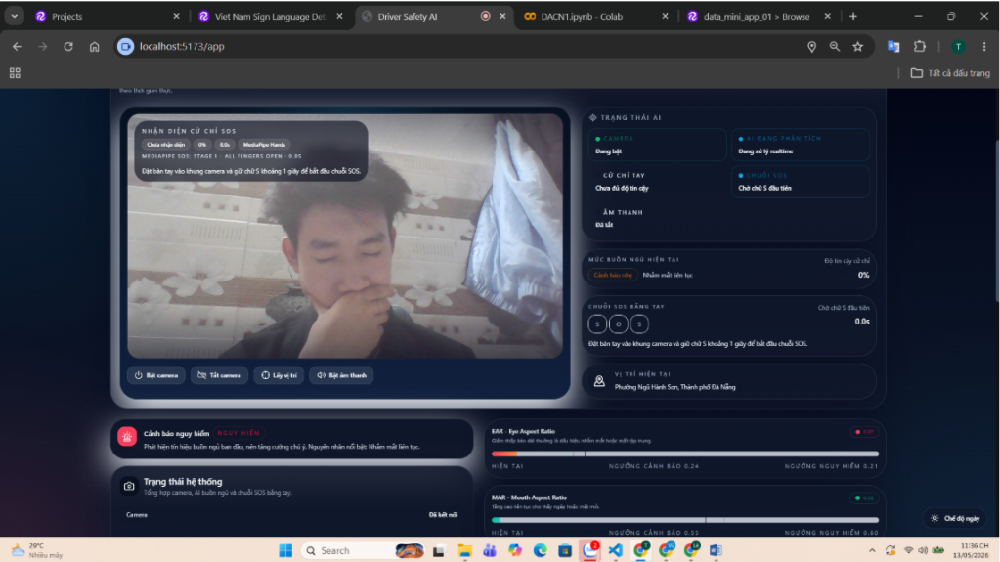 Projects
Viet Nam Sign Language Det
Driver Safety AI
DACN1.ipynb - Colab
data_mini_app_01 > Browse
localhost:5173/app
T
Tất cả dấu trang
theo thời gian thực.
NHẬN DIỆN CỬ CHỈ SOS
Chưa nhận diện 0% 0.0s MediaPipe Hands
MEDIAPIPE SOS: STAGE 1 - ALL FINGERS OPEN - 0.0S
Đặt bàn tay vào khung camera và giữ chữ S khoảng 1 giây để bắt đầu chuỗi SOS.
Bật camera
Tắt camera
Lấy vị trí
Bật âm thanh
TRẠNG THÁI AI
CAMERA
Đang bật
AI ĐANG PHÂN TÍCH
Đang xử lý realtime
CỬ CHỈ TAY
Chưa đủ độ tin cậy
CHUỖI SOS
Chờ chữ S đầu tiên
ÂM THANH
Đã tắt
MỨC BUỒN NGỦ HIỆN TẠI
Cảnh báo nhẹ Nhắm mắt liên tục
Độ tin cậy cử chỉ
0%
CHUỖI SOS BẰNG TAY
S O S
Chờ chữ S đầu tiên
0.0s
Đặt bàn tay vào khung camera và giữ chữ S khoảng 1 giây để bắt đầu chuỗi SOS.
VỊ TRÍ HIỆN TẠI
Phường Ngũ Hành Sơn, Thành phố Đà Nẵng
Cảnh báo nguy hiểm NGUY HIỂM
Phát hiện tín hiệu buồn ngủ ban đầu, nên tăng cường chú ý. Nguyên nhân nổi bật: Nhắm mắt liên tục.
Trạng thái hệ thống
Tổng hợp camera, AI buồn ngủ và chuỗi SOS bằng tay.
Camera Đã kết nối
EAR - Eye Aspect Ratio
Giảm thấp kéo dài thường là dấu hiệu nhắm mắt hoặc mất tập trung
HIỆN TẠI NGƯỠNG CẢNH BÁO 0.24 NGƯỠNG NGUY HIỂM 0.21
MAR - Mouth Aspect Ratio
Tăng cao liên tục cho thấy ngáp hoặc mệt mỏi.
HIỆN TẠI NGƯỠNG CẢNH BÁO 0.55 NGƯỠNG NGUY HIỂM 0.80
Chế độ ngày
29°C
Nhiều mây
Search
2
11:36 CH
13/05/2026